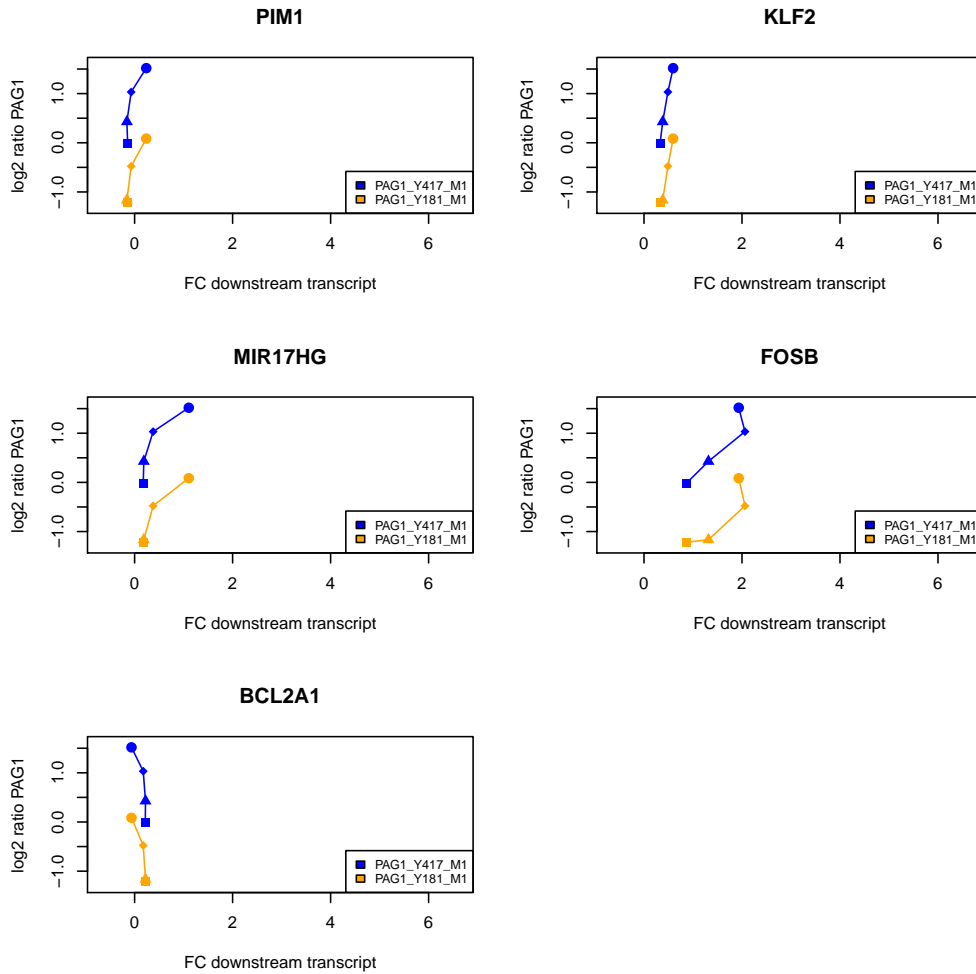 PIM1
log2 ratio PAG1
1.0
0.0
−1.0
PAG1_Y417_M1
PAG1_Y181_M1
0 2 4 6
FC downstream transcript
KLF2
log2 ratio PAG1
1.0
0.0
−1.0
PAG1_Y417_M1
PAG1_Y181_M1
0 2 4 6
FC downstream transcript
MIR17HG
log2 ratio PAG1
1.0
0.0
−1.0
PAG1_Y417_M1
PAG1_Y181_M1
0 2 4 6
FC downstream transcript
FOSB
log2 ratio PAG1
1.0
0.0
−1.0
PAG1_Y417_M1
PAG1_Y181_M1
0 2 4 6
FC downstream transcript
BCL2A1
log2 ratio PAG1
1.0
0.0
−1.0
PAG1_Y417_M1
PAG1_Y181_M1
0 2 4 6
FC downstream transcript